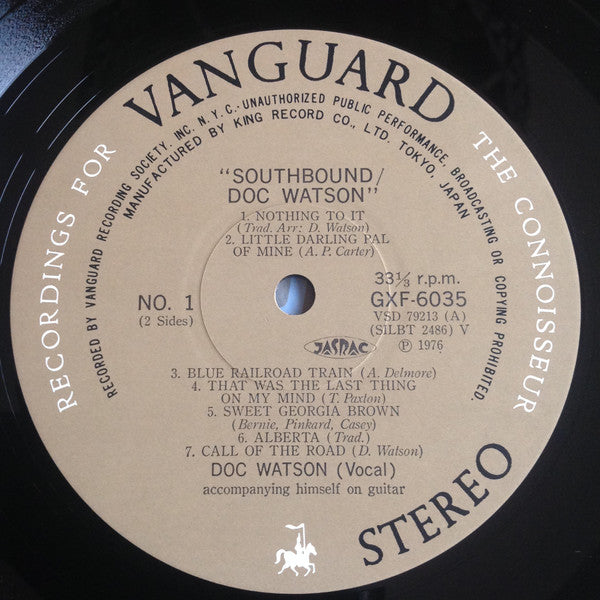 VANGUARD
RECORDINGS FOR THE CONNOISSEUR
RECORDED BY VANGUARD RECORDING SOCIETY, INC. N.Y.C.·UNAUTHORIZED PUBLIC PERFORMANCE, BROADCASTING OR COPYING PROHIBITED.
MANUFACTURED BY KING RECORD CO., LTD. TOKYO, JAPAN
"SOUTHBOUND/
DOC WATSON"
1. NOTHING TO IT
(Trad. Arr: D. Watson)
2. LITTLE DARLING PAL
OF MINE (A. P. Carter)
NO. 1
(2 Sides)
33⅓ r.p.m.
GXF-6035
VSD 79213 (A)
(SILBT 2486) V
Ⓟ 1976
JASRAC
3. BLUE RAILROAD TRAIN (A. Delmore)
4. THAT WAS THE LAST THING
ON MY MIND (T. Paxton)
5. SWEET GEORGIA BROWN
(Bernie, Pinkard, Casey)
6. ALBERTA (Trad.)
7. CALL OF THE ROAD (D. Watson)
DOC WATSON (Vocal)
accompanying himself on guitar
STEREO